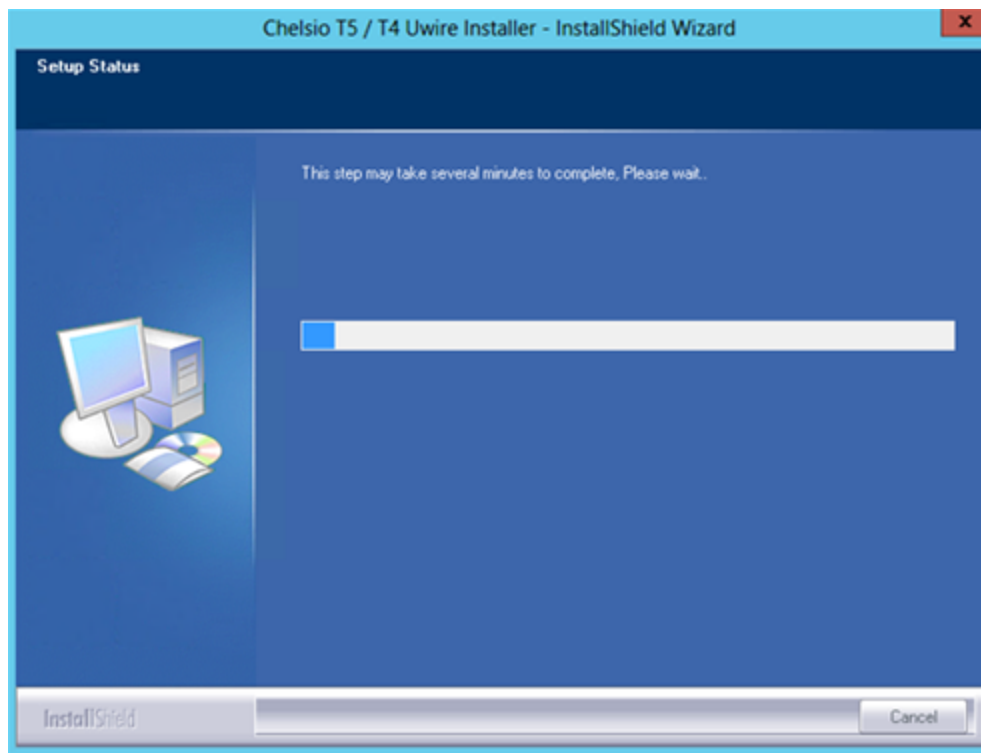 Chelsio T5 / T4 Uwire Installer - InstallShield Wizard
x
Setup Status
This step may take several minutes to complete, Please wait..
InstallShield
Cancel